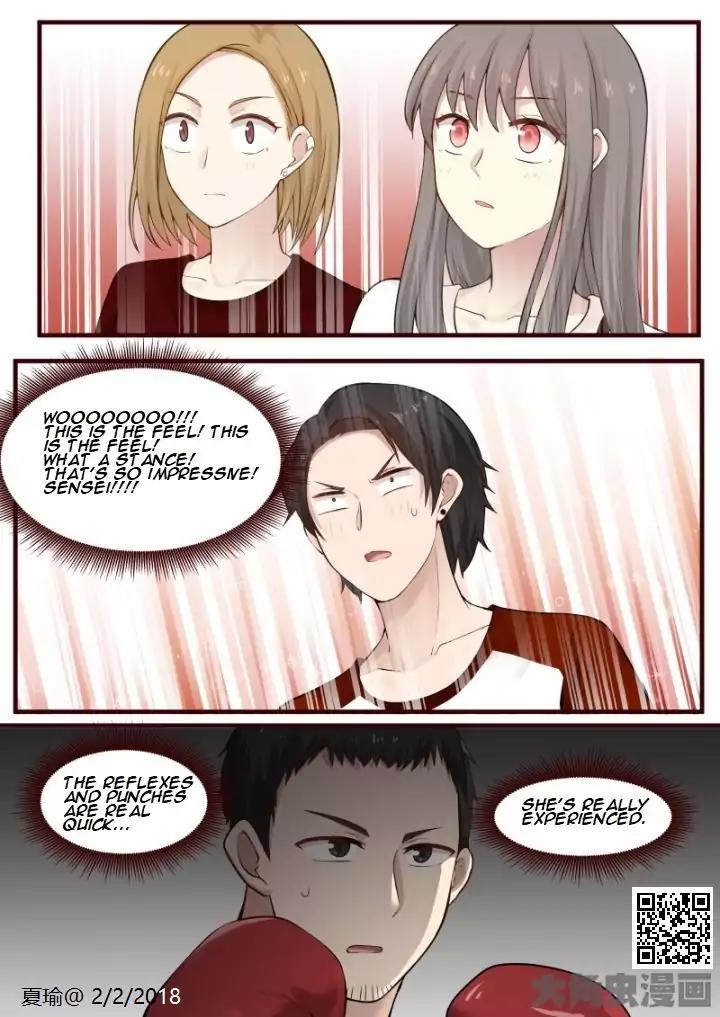 WOOOOOOOO!!!
THIS IS THE FEEL! THIS
IS THE FEEL!
WHAT A STANCE!
THAT'S SO IMPRESSIVE!
SENSEI!!!!
THE REFLEXES
AND PUNCHES
ARE REAL
QUICK...
SHE'S REALLY
EXPERIENCED.
夏瑜@ 2/2/2018
大角虫漫画